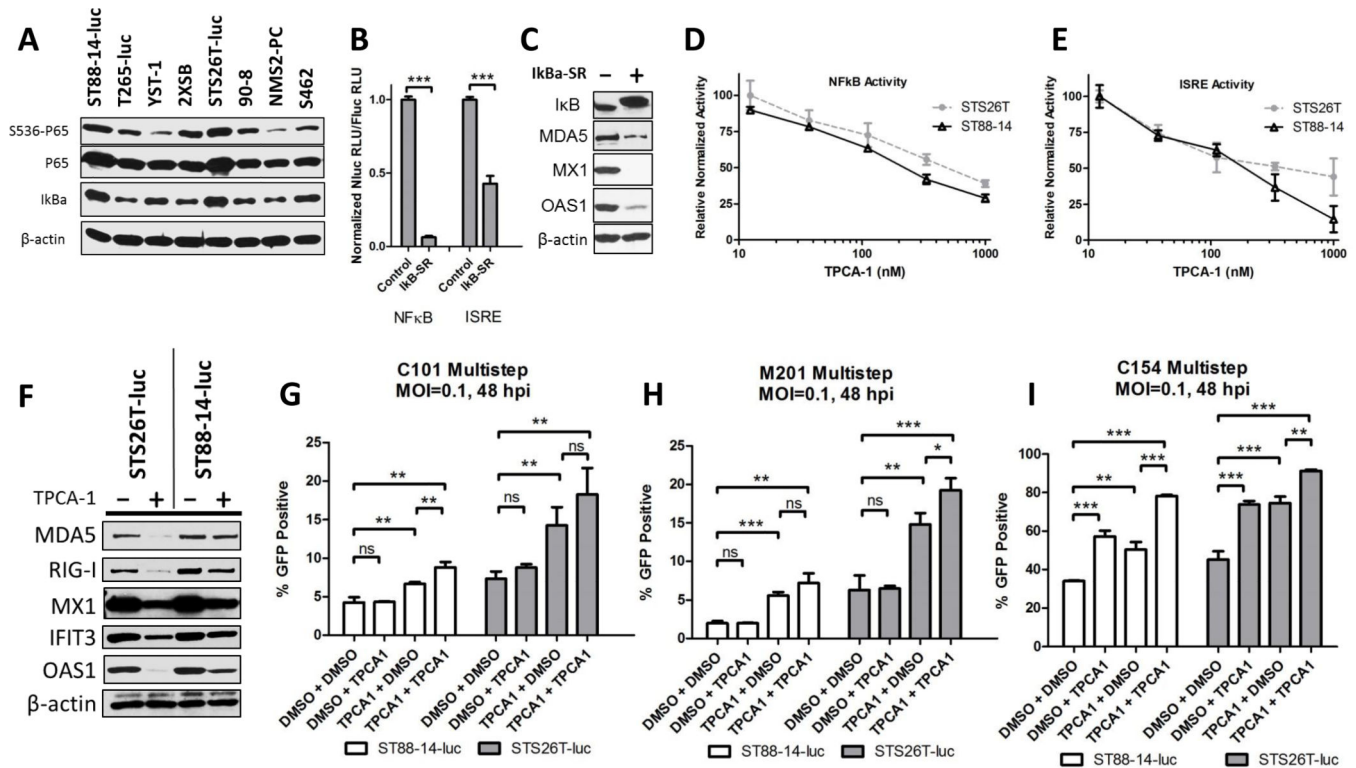 A
ST88-14-luc
T265-luc
YST-1
2XSB
STS26T-luc
90-8
NMS2-PC
S462
S536-P65
P65
IkBa
β-actin
B
Normalized Nluc RLU/Fluc RLU
1.0
0.5
0.0
***
***
Control
IkB-SR
Control
IkB-SR
NFκB
ISRE
C
IkBa-SR
− +
IκB
MDA5
MX1
OAS1
β-actin
D
NFkB Activity
STS26T
ST88-14
Relative Normalized Activity
100
75
50
25
0
10
100
1000
TPCA-1 (nM)
E
ISRE Activity
STS26T
ST88-14
Relative Normalized Activity
100
75
50
25
0
10
100
1000
TPCA-1 (nM)
F
STS26T-luc
ST88-14-luc
TPCA-1 − + − +
MDA5
RIG-I
MX1
IFIT3
OAS1
β-actin
G
C101 Multistep
MOI=0.1, 48 hpi
% GFP Positive
25
20
15
10
5
0
**
**
ns
**
**
**
ns
ns
DMSO + DMSO
DMSO + TPCA1
TPCA1 + DMSO
TPCA1 + TPCA1
DMSO + DMSO
DMSO + TPCA1
TPCA1 + DMSO
TPCA1 + TPCA1
ST88-14-luc
STS26T-luc
H
M201 Multistep
MOI=0.1, 48 hpi
% GFP Positive
25
20
15
10
5
0
**
***
ns
ns
***
**
*
ns
DMSO + DMSO
DMSO + TPCA1
TPCA1 + DMSO
TPCA1 + TPCA1
DMSO + DMSO
DMSO + TPCA1
TPCA1 + DMSO
TPCA1 + TPCA1
ST88-14-luc
STS26T-luc
I
C154 Multistep
MOI=0.1, 48 hpi
% GFP Positive
100
80
60
40
20
0
***
**
***
***
***
***
**
***
DMSO + DMSO
DMSO + TPCA1
TPCA1 + DMSO
TPCA1 + TPCA1
DMSO + DMSO
DMSO + TPCA1
TPCA1 + DMSO
TPCA1 + TPCA1
ST88-14-luc
STS26T-luc